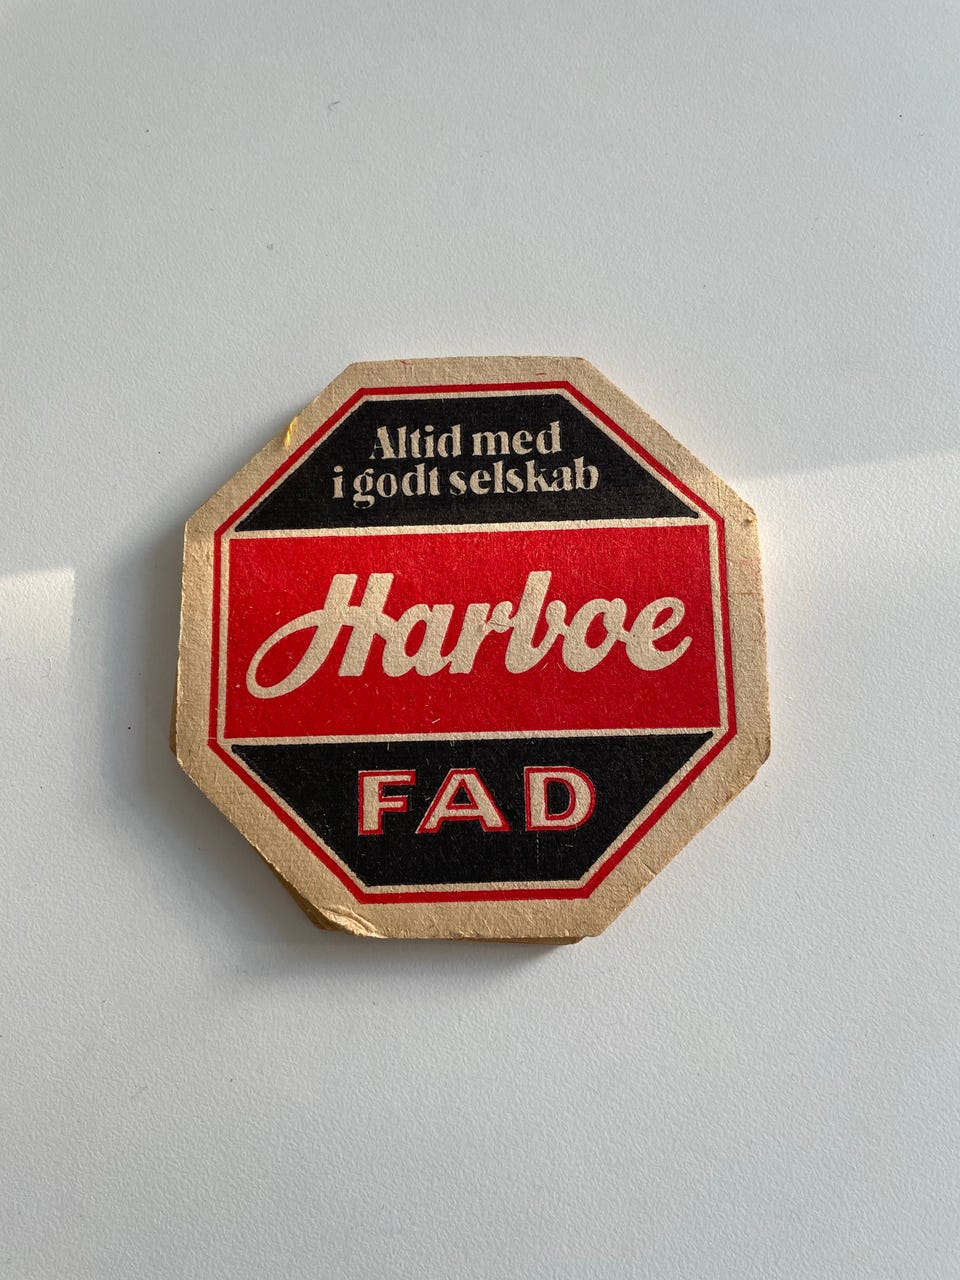 Altid med
i godt selskab
Harboe
FAD